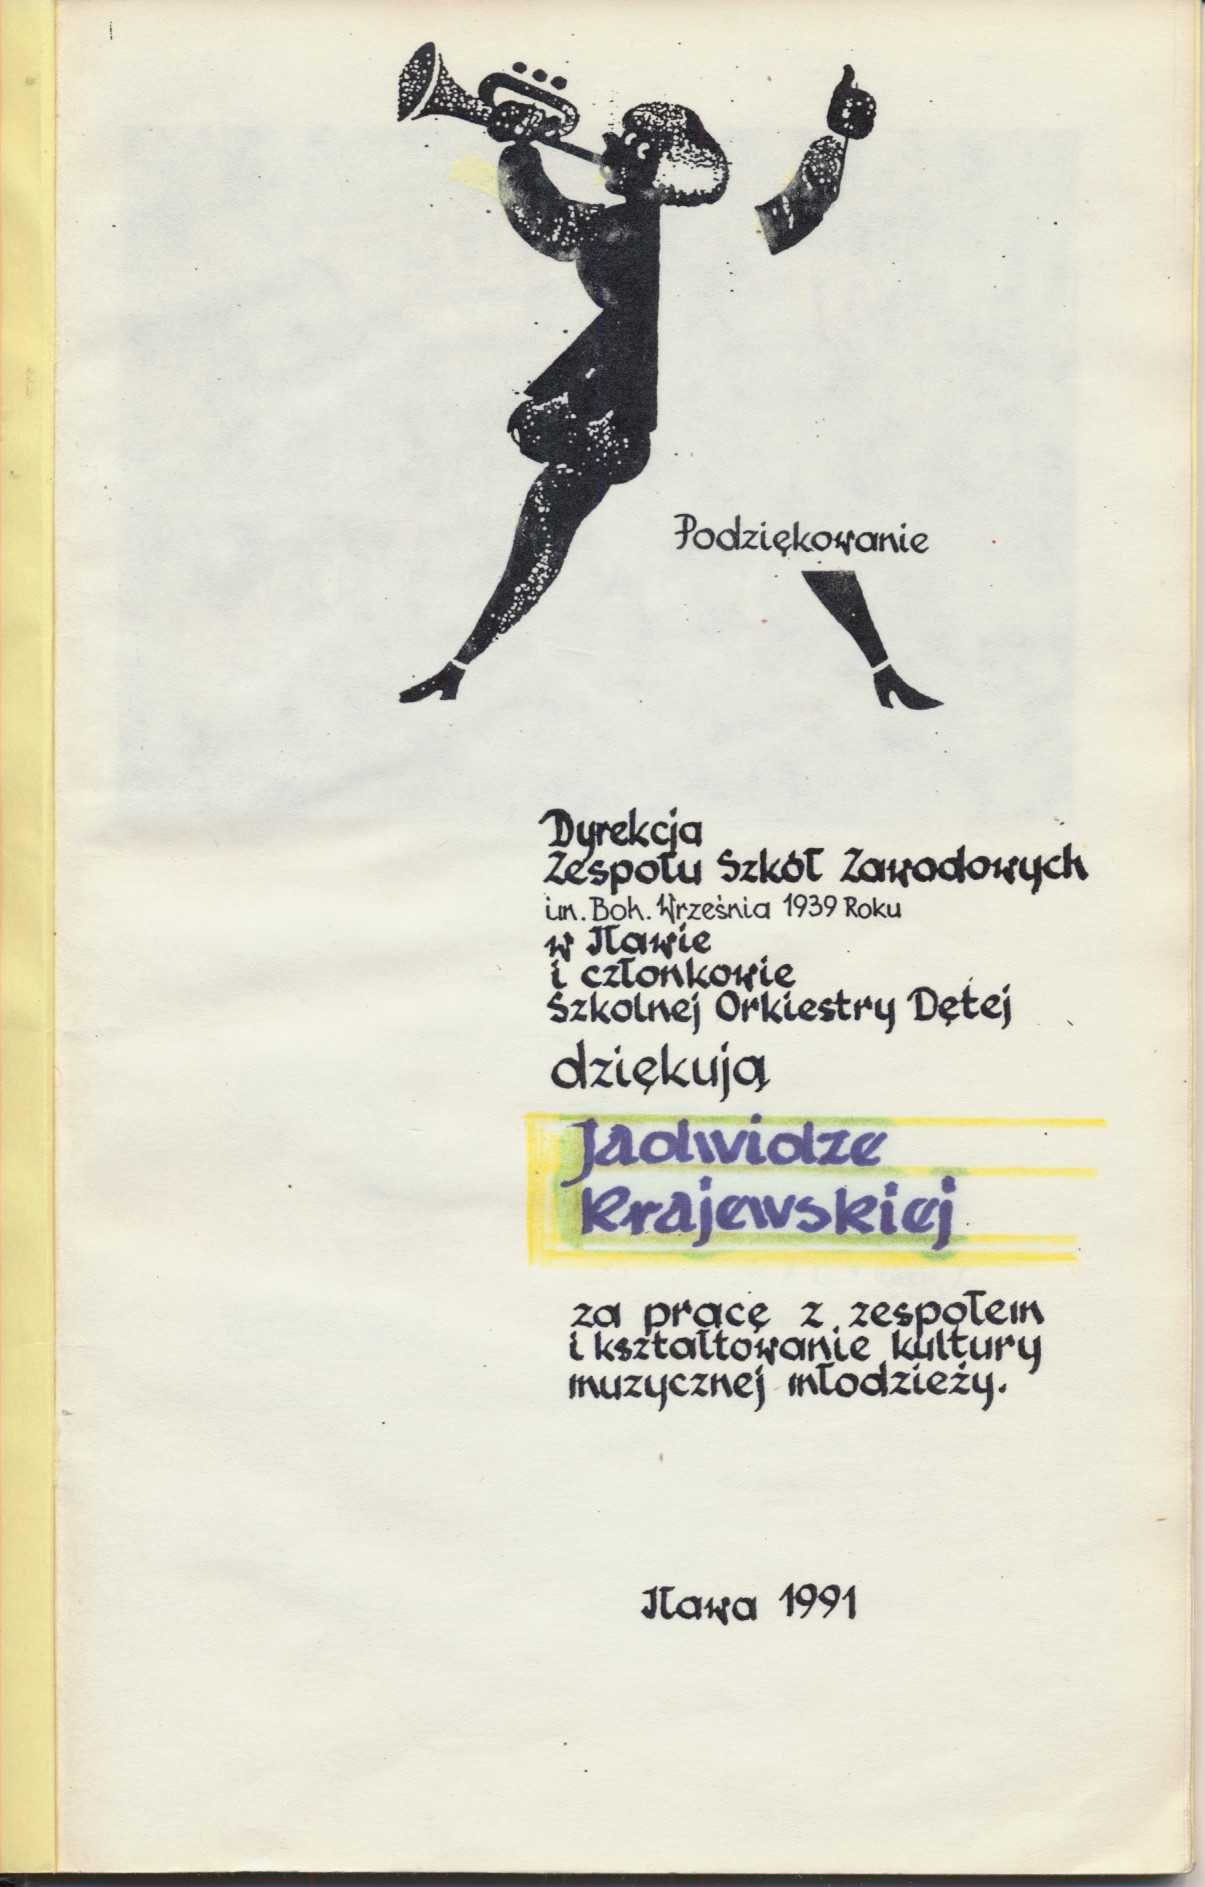 Podziękowanie
Dyrekcja
Zespołu Szkół Zawodowych
im. Boh. Września 1939 Roku
w Iławie
i członkowie
Szkolnej Orkiestry Dętej
dziękują
Jadwidze
Krajewskiej
za pracę z zespołem
i kształtowanie kultury
muzycznej młodzieży.
Iława 1991